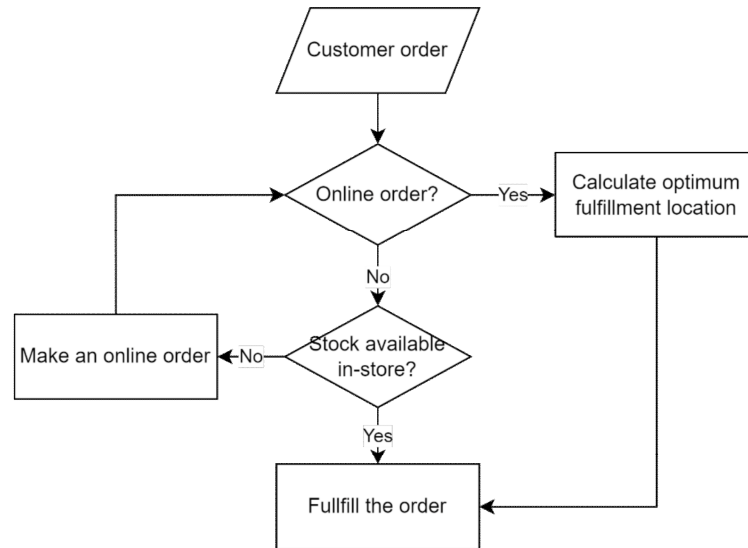 Customer order
Online order?
Yes
Calculate optimum
fulfillment location
No
Make an online order
No
Stock available
in-store?
Yes
Fullfill the order